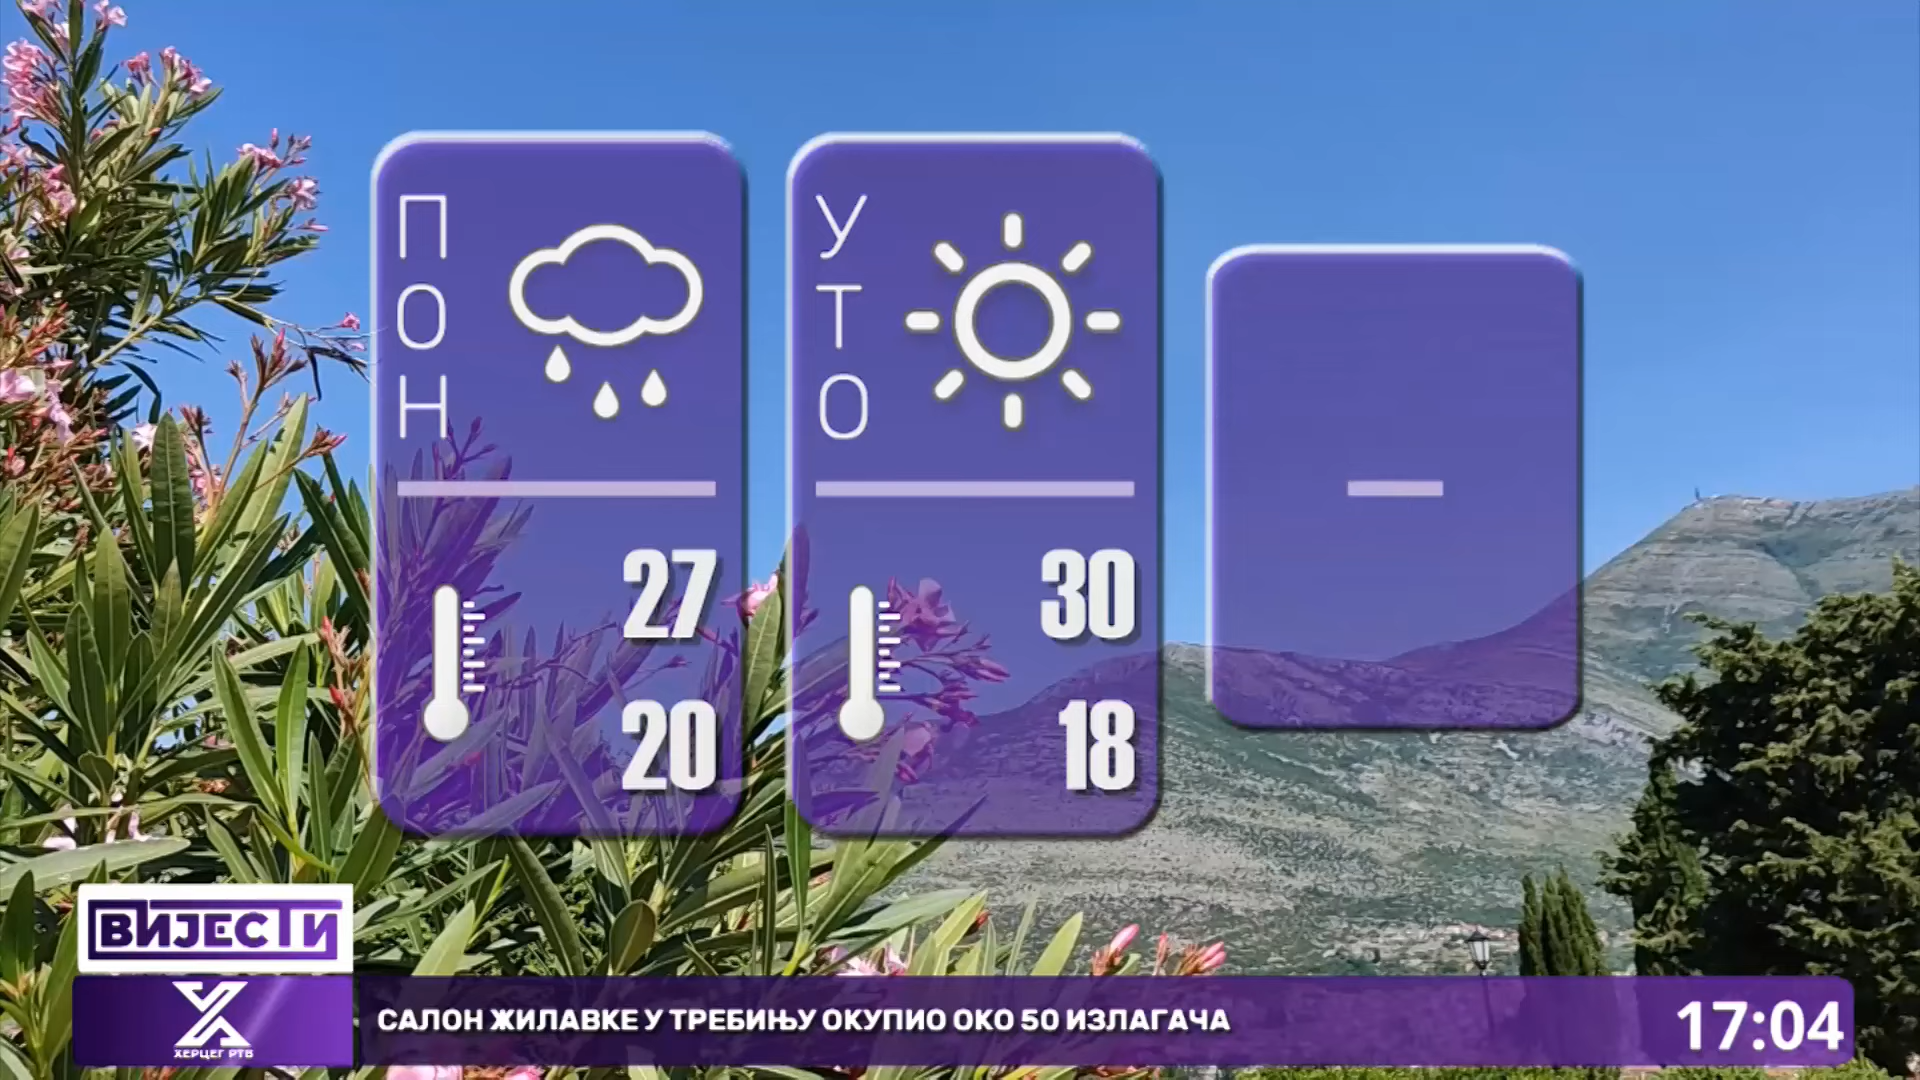 ПОН
27
20
УТО
30
18
ВИЈЕСТИ
ХЕРЦЕГ РТВ
САЛОН ЖИЛАВКЕ У ТРЕБИЊУ ОКУПИО ОКО 50 ИЗЛАГАЧА
17:04